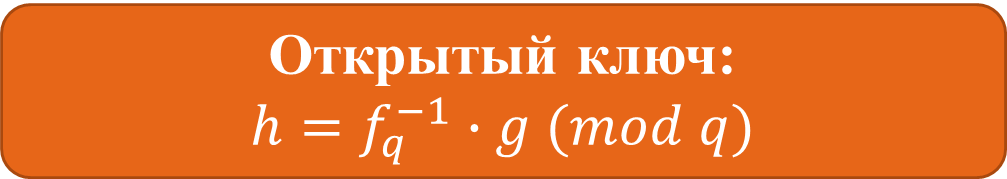 Открытый ключ:
ℎ = 𝑓_𝑞^{−1} ⋅ 𝑔 (𝑚𝑜𝑑 𝑞)